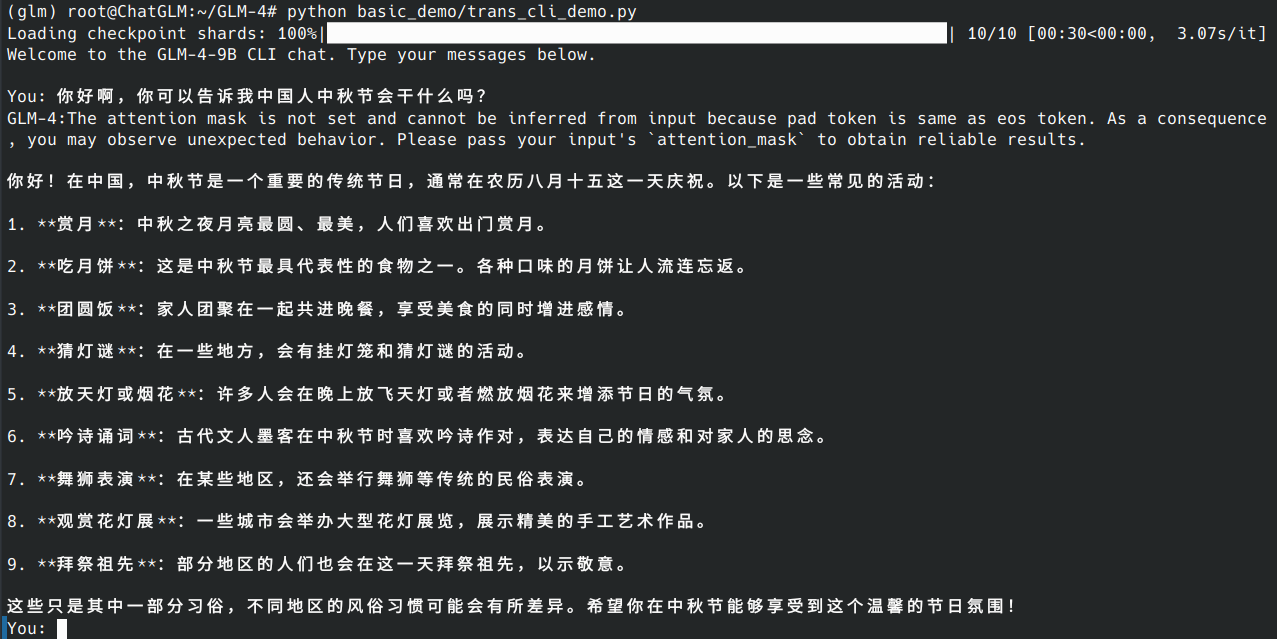 (glm) root@ChatGLM:~/GLM-4# python basic_demo/trans_cli_demo.py
Loading checkpoint shards: 100%|██████████| 10/10 [00:30<00:00,  3.07s/it]
Welcome to the GLM-4-9B CLI chat. Type your messages below.
You: 你好啊，你可以告诉我中国人中秋节会干什么吗？
GLM-4:The attention mask is not set and cannot be inferred from input because pad token is same as eos token. As a consequence
, you may observe unexpected behavior. Please pass your input's `attention_mask` to obtain reliable results.
你好！在中国，中秋节是一个重要的传统节日，通常在农历八月十五这一天庆祝。以下是一些常见的活动：
1. **赏月**：中秋之夜月亮最圆、最美，人们喜欢出门赏月。
2. **吃月饼**：这是中秋节最具代表性的食物之一。各种口味的月饼让人流连忘返。
3. **团圆饭**：家人团聚在一起共进晚餐，享受美食的同时增进感情。
4. **猜灯谜**：在一些地方，会有挂灯笼和猜灯谜的活动。
5. **放天灯或烟花**：许多人会在晚上放飞天灯或者燃放烟花来增添节日的气氛。
6. **吟诗诵词**：古代文人墨客在中秋节时喜欢吟诗作对，表达自己的情感和对家人的思念。
7. **舞狮表演**：在某些地区，还会举行舞狮等传统的民俗表演。
8. **观赏花灯展**：一些城市会举办大型花灯展览，展示精美的手工艺术作品。
9. **拜祭祖先**：部分地区的人们也会在这一天拜祭祖先，以示敬意。
这些只是其中一部分习俗，不同地区的风俗习惯可能会有所差异。希望你在中秋节能够享受到这个温馨的节日氛围！
You: